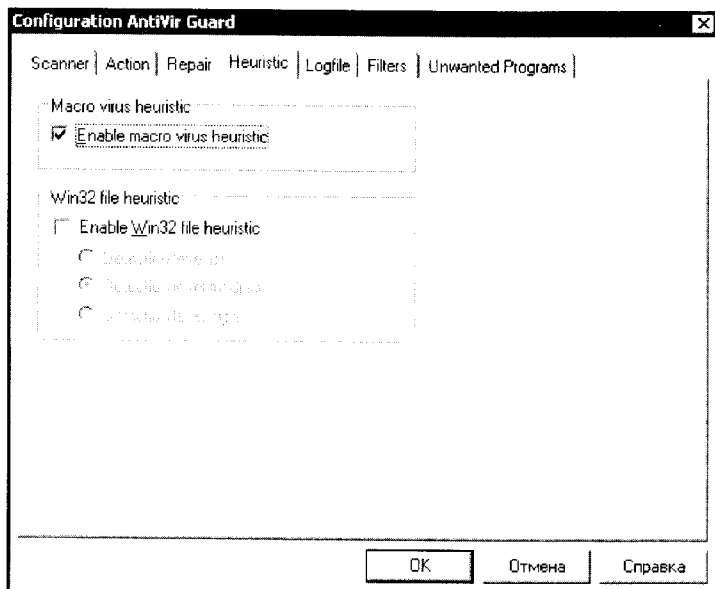 Configuration AntiVir Guard
Scanner Action Repair Heuristic Logfile Filters Unwanted Programs
Macro virus heuristic
Enable macro virus heuristic
Win32 file heuristic
Enable Win32 file heuristic
OK Отмена Справка